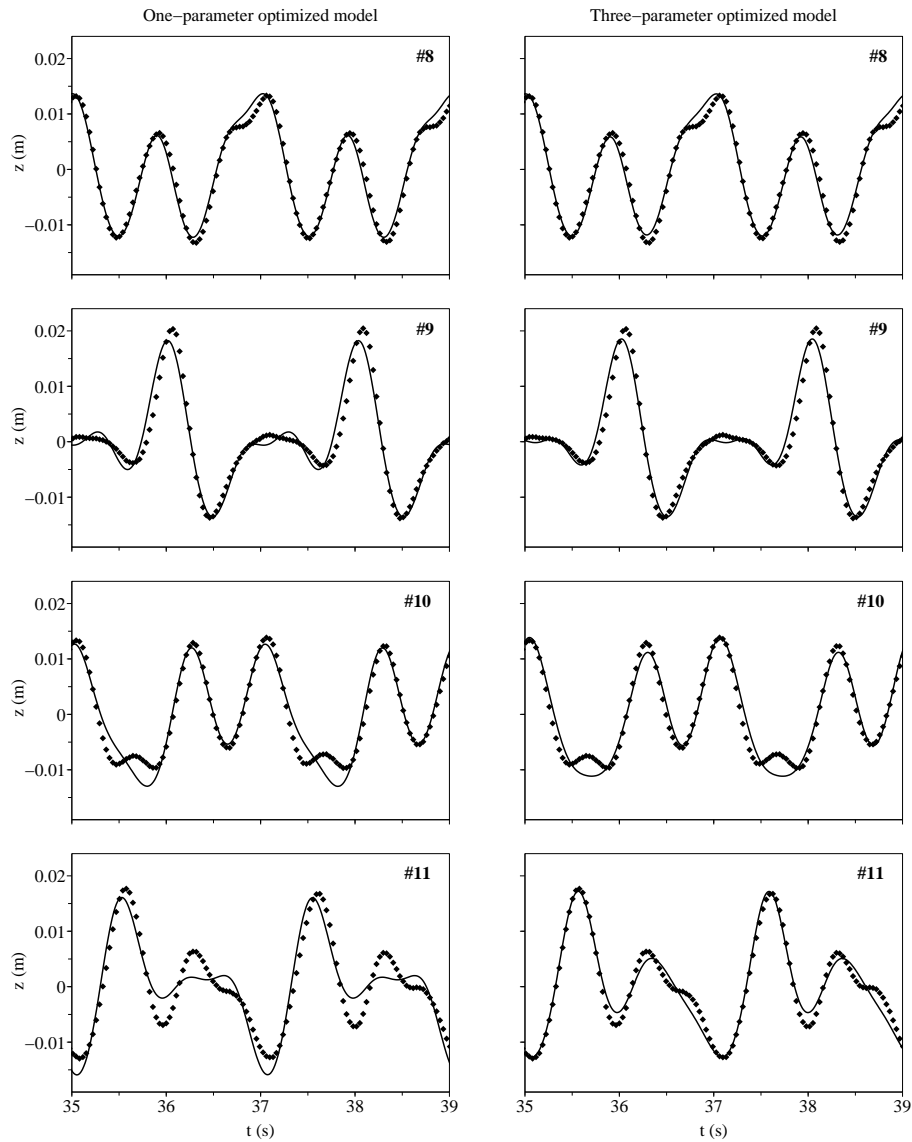 One−parameter optimized model
Three−parameter optimized model
0.02
0.01
0
−0.01
z (m)
#8
z (m)
#8
0.02
0.01
0
−0.01
z (m)
#9
z (m)
#9
0.02
0.01
0
−0.01
z (m)
#10
z (m)
#10
0.02
0.01
0
−0.01
z (m)
#11
z (m)
#11
35 36 37 38 39
35 36 37 38 39
t (s)
t (s)